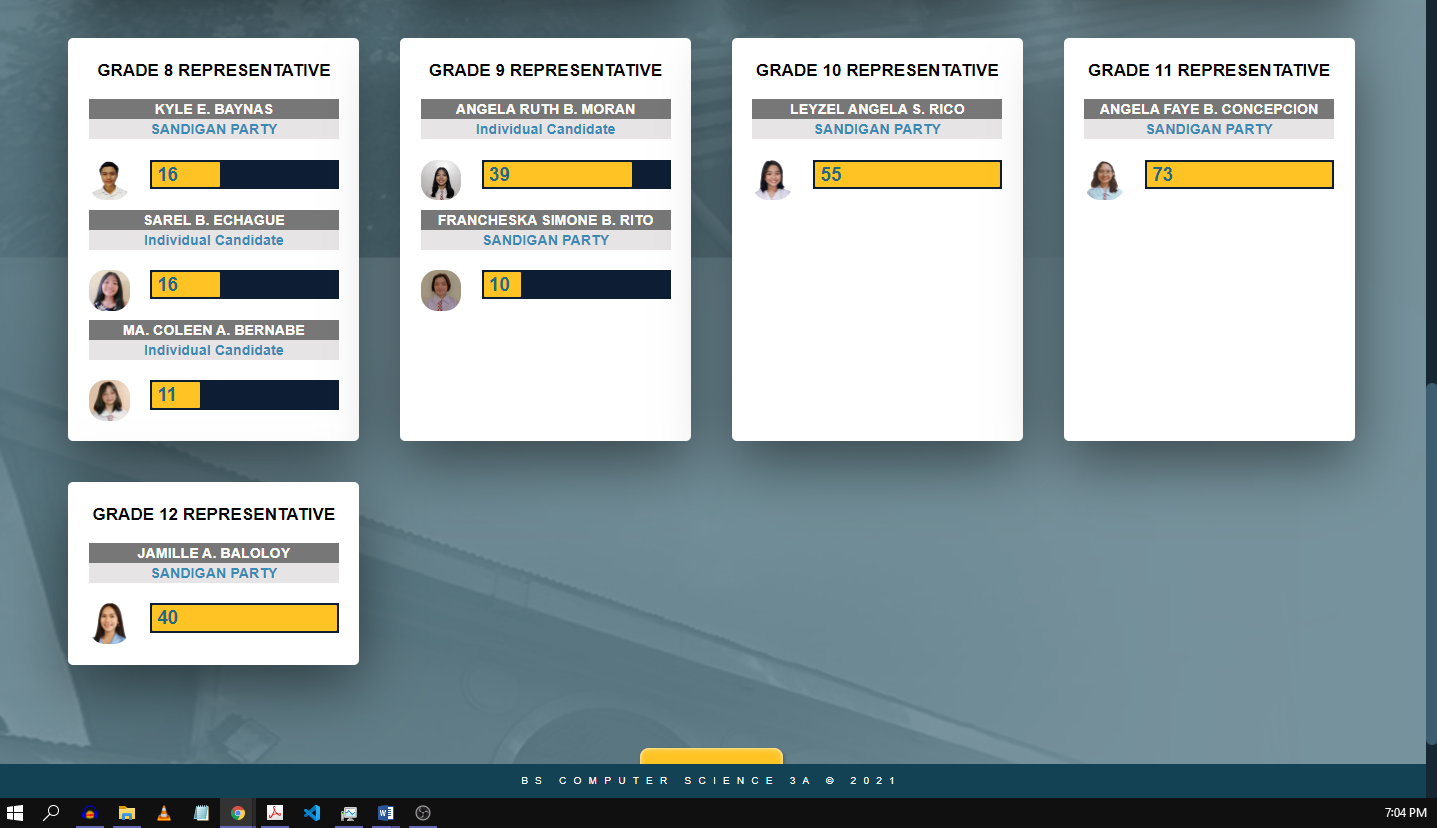 GRADE 8 REPRESENTATIVE
KYLE E. BAYNAS
SANDIGAN PARTY
16
SAREL B. ECHAGUE
Individual Candidate
16
MA. COLEEN A. BERNABE
Individual Candidate
11
GRADE 9 REPRESENTATIVE
ANGELA RUTH B. MORAN
Individual Candidate
39
FRANCHESKA SIMONE B. RITO
SANDIGAN PARTY
10
GRADE 10 REPRESENTATIVE
LEYZEL ANGELA S. RICO
SANDIGAN PARTY
55
GRADE 11 REPRESENTATIVE
ANGELA FAYE B. CONCEPCION
SANDIGAN PARTY
73
GRADE 12 REPRESENTATIVE
JAMILLE A. BALOLOY
SANDIGAN PARTY
40
BS COMPUTER SCIENCE 3A © 2021
7:04 PM